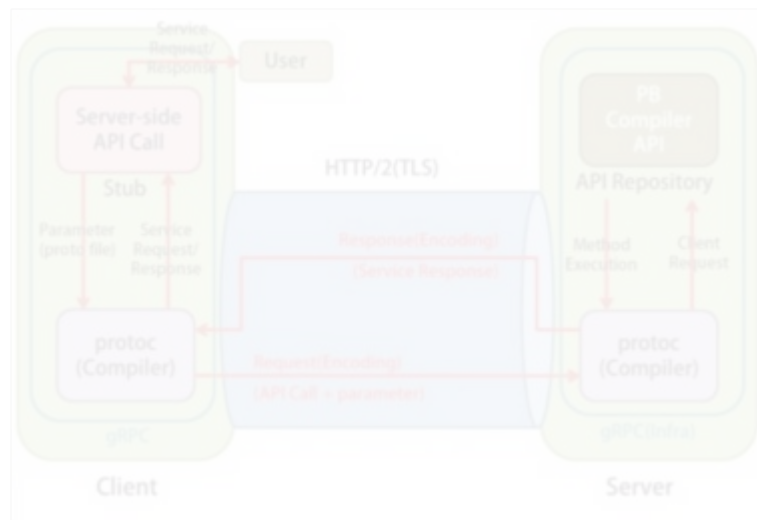 Service
Request/
Response
User
Server-side
API Call
Stub
Parameter
(proto file)
Service
Request/
Response
protoc
(Compiler)
gRPC
Client
HTTP/2(TLS)
Response(Encoding)
(Service Response)
Request(Encoding)
(API Call + parameter)
PB
Compiler
API
API Repository
Method
Execution
Client
Request
protoc
(Compiler)
gRPC(Infra)
Server